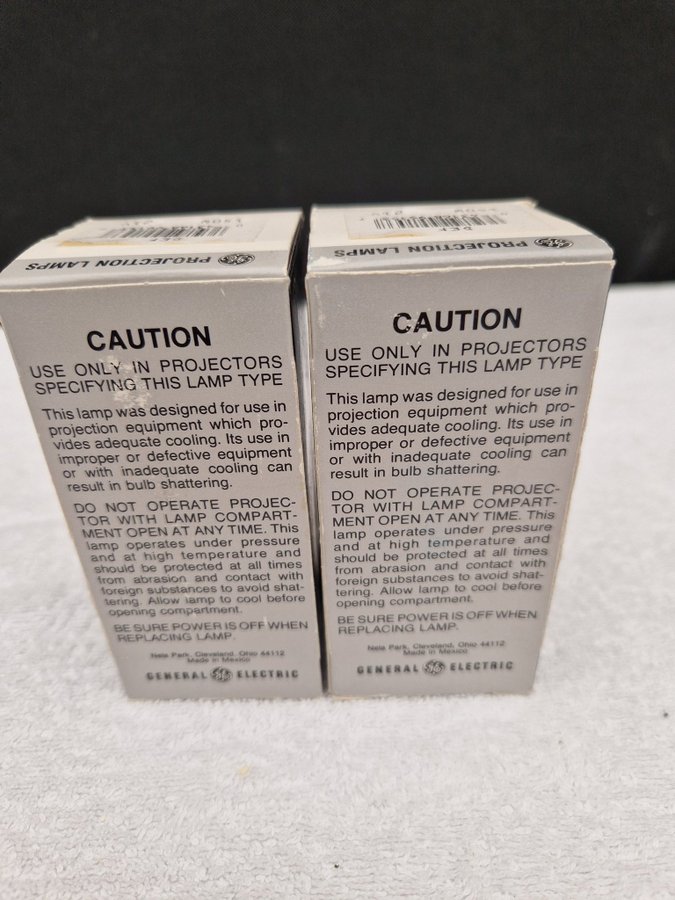 PROJECTION LAMPS
CAUTION
USE ONLY IN PROJECTORS
SPECIFYING THIS LAMP TYPE
This lamp was designed for use in
projection equipment which pro-
vides adequate cooling. Its use in
improper or defective equipment
or with inadequate cooling can
result in bulb shattering.
DO NOT OPERATE PROJEC-
TOR WITH LAMP COMPART-
MENT OPEN AT ANY TIME. This
lamp operates under pressure
and at high temperature and
should be protected at all times
from abrasion and contact with
foreign substances to avoid shat-
tering. Allow lamp to cool before
opening compartment.
BE SURE POWER IS OFF WHEN
REPLACING LAMP.
Nela Park, Cleveland, Ohio 44112
Made in Mexico
GENERAL GE ELECTRIC
PROJECTION LAMPS
CAUTION
USE ONLY IN PROJECTORS
SPECIFYING THIS LAMP TYPE
This lamp was designed for use in
projection equipment which pro-
vides adequate cooling. Its use in
improper or defective equipment
or with inadequate cooling can
result in bulb shattering.
DO NOT OPERATE PROJEC-
TOR WITH LAMP COMPART-
MENT OPEN AT ANY TIME. This
lamp operates under pressure
and at high temperature and
should be protected at all times
from abrasion and contact with
foreign substances to avoid shat-
tering. Allow lamp to cool before
opening compartment.
BE SURE POWER IS OFF WHEN
REPLACING LAMP.
Nela Park, Cleveland, Ohio 44112
Made in Mexico
GENERAL GE ELECTRIC